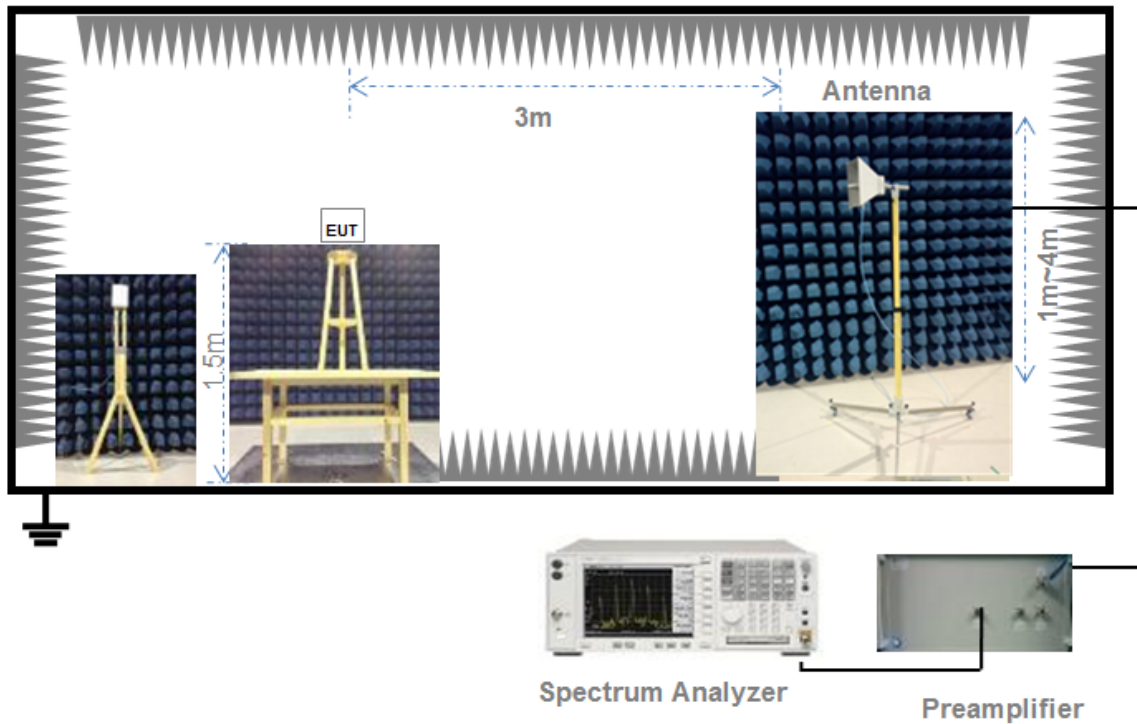 Antenna
3m
EUT
1.5m
1m~4m
Spectrum Analyzer
Preamplifier